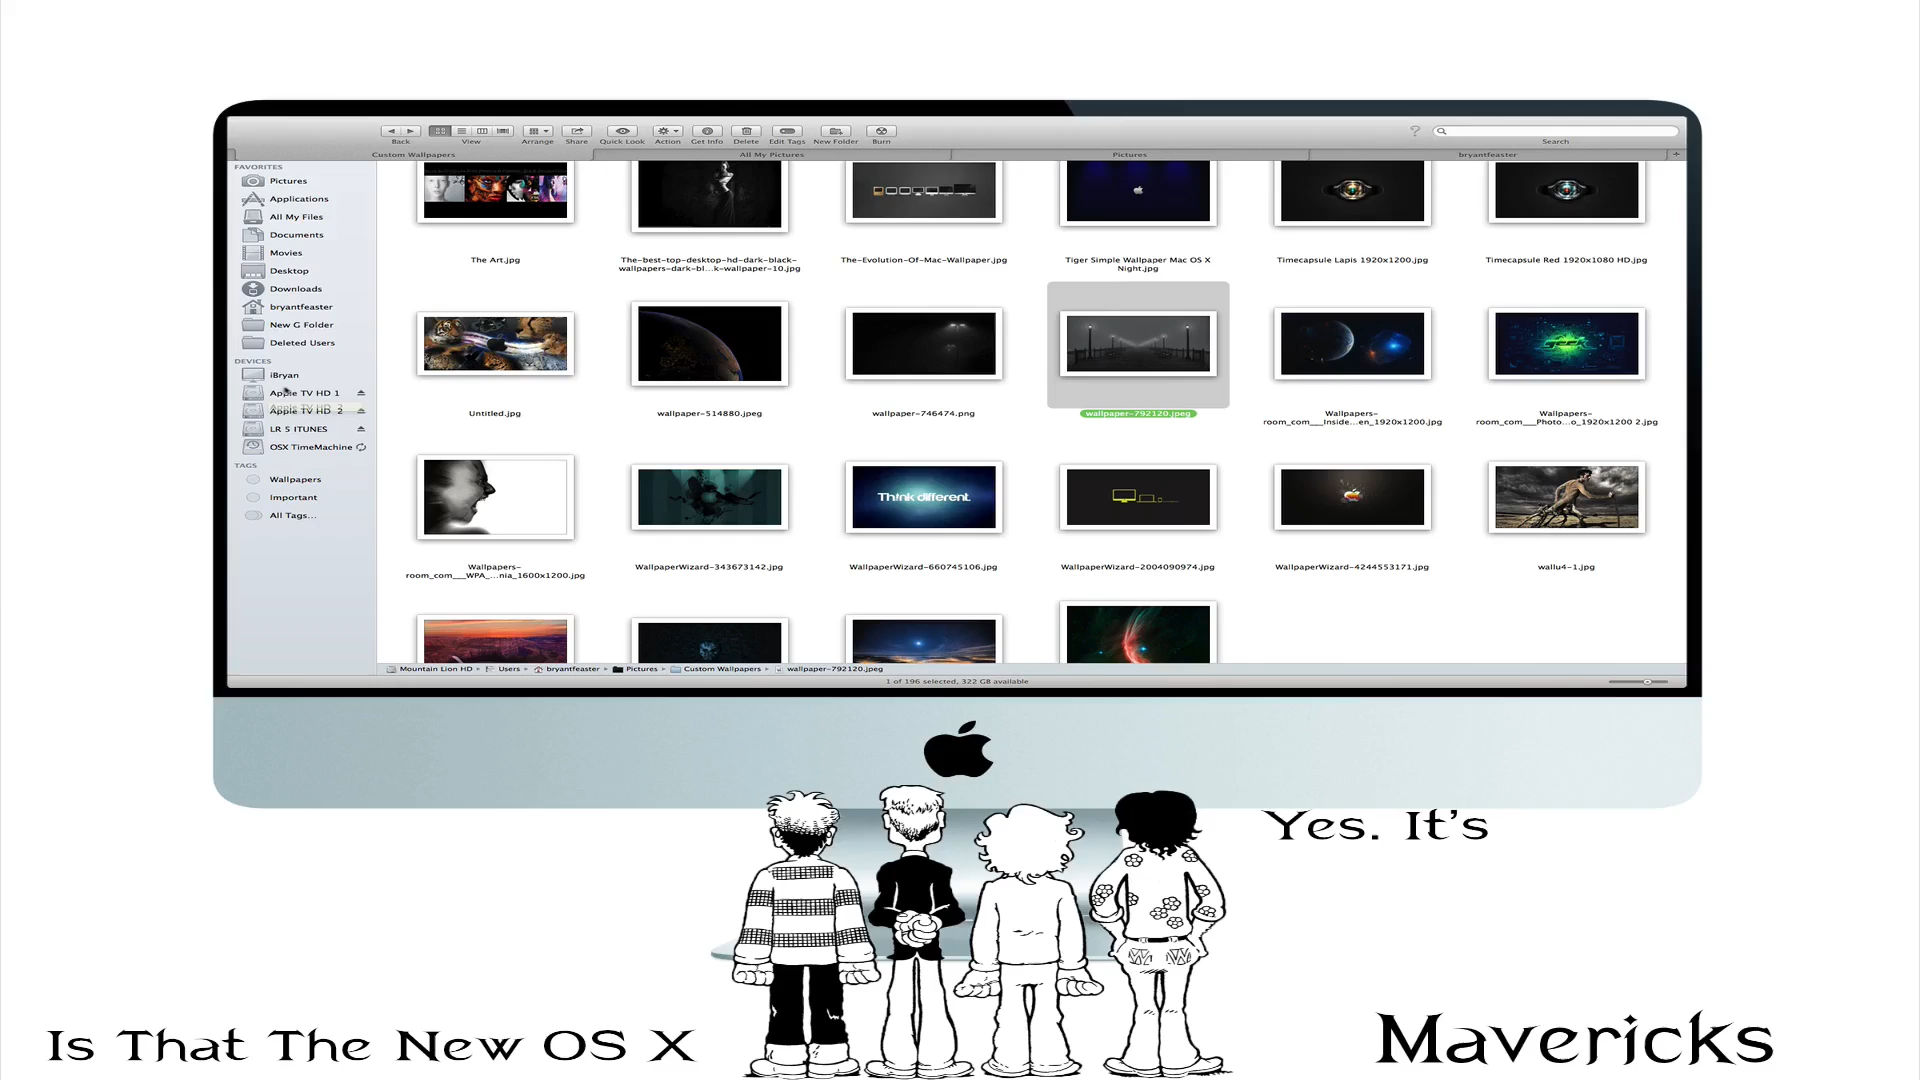 Back
View
Arrange
Share
Quick Look
Action
Get Info
Delete
Edit Tags
New Folder
Burn
?
Search
Custom Wallpapers
All My Pictures
Pictures
bryantfeaster
+
FAVORITES
Pictures
Applications
All My Files
Documents
Movies
Desktop
Downloads
bryantfeaster
New G Folder
Deleted Users
DEVICES
iBryan
Apple TV HD 1
Apple TV HD 2
LR 5 ITUNES
OSX TimeMachine
TAGS
Wallpapers
Important
All Tags...
The Art.jpg
The-best-top-desktop-hd-dark-black-
wallpapers-dark-bl...k-wallpaper-10.jpg
The-Evolution-Of-Mac-Wallpaper.jpg
Tiger Simple Wallpaper Mac OS X
Night.jpg
Timecapsule Lapis 1920x1200.jpg
Timecapsule Red 1920x1080 HD.jpg
Untitled.jpg
wallpaper-514880.jpeg
wallpaper-746474.png
wallpaper-792120.jpeg
Wallpapers-
room_com___Inside...en_1920x1200.jpg
Wallpapers-
room_com___Photo...o_1920x1200 2.jpg
Th!nk different.
Wallpapers-
room_com___WPA_...nia_1600x1200.jpg
WallpaperWizard-343673142.jpg
WallpaperWizard-660745106.jpg
WallpaperWizard-2004090974.jpg
WallpaperWizard-4244553171.jpg
wallu4-1.jpg
Mountain Lion HD
Users
bryantfeaster
Pictures
Custom Wallpapers
wallpaper-792120.jpeg
1 of 196 selected, 322 GB available
Yes. It's
Is That The New OS X
Mavericks